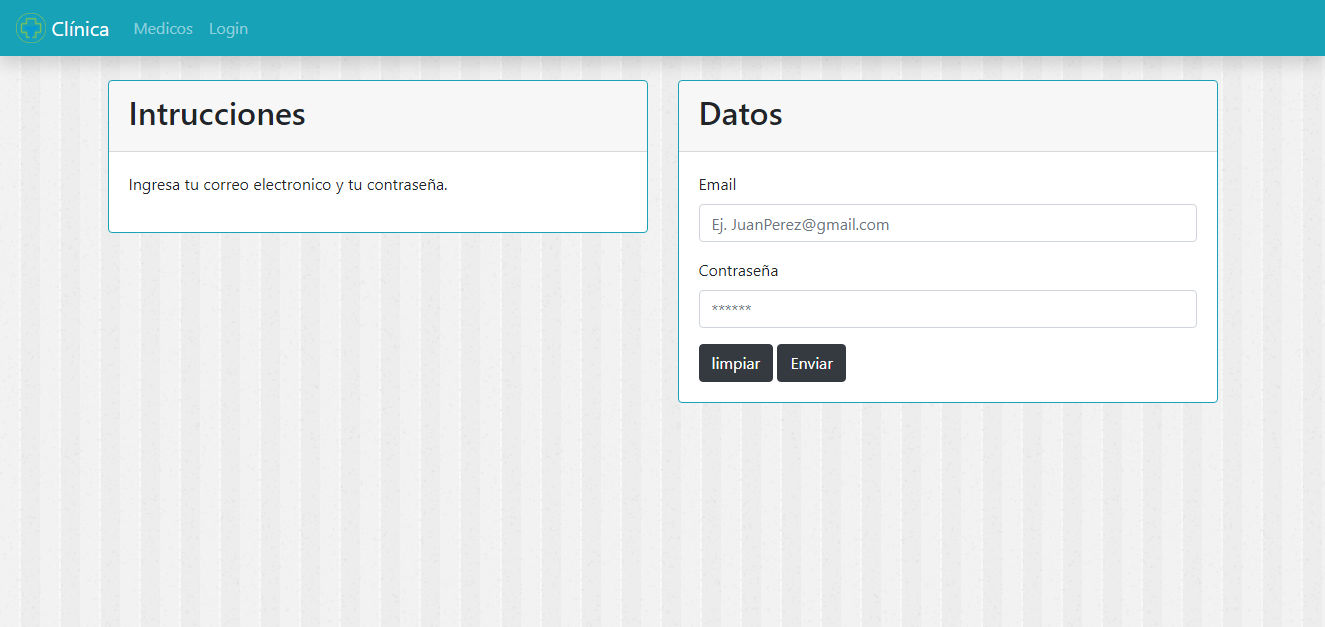 Clínica Medicos Login
Intrucciones
Ingresa tu correo electronico y tu contraseña.
Datos
Email
Ej. JuanPerez@gmail.com
Contraseña
******
limpiar Enviar